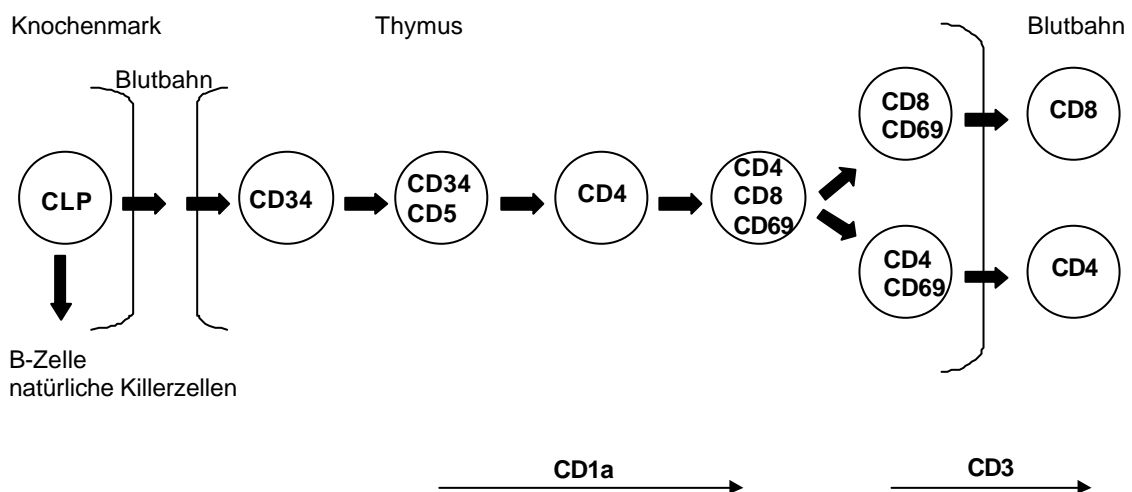 Knochenmark
Thymus
Blutbahn
Blutbahn
CLP
CD34
CD34
CD5
CD4
CD4
CD8
CD69
CD8
CD69
CD8
CD4
CD69
CD4
B-Zelle
natürliche Killerzellen
CD1a
CD3